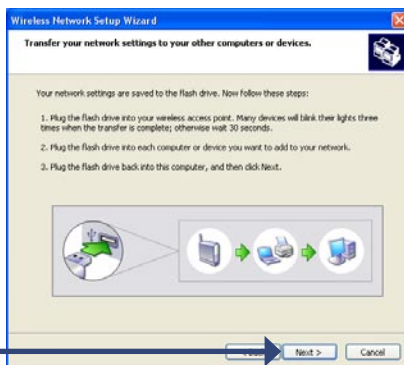 Wireless Network Setup Wizard
Transfer your network settings to your other computers or devices.
Your network settings are saved to the flash drive. Now follow these steps:
1. Plug the flash drive into your wireless access point. Many devices will blink their lights three
times when the transfer is complete; otherwise wait 30 seconds.
2. Plug the flash drive into each computer or device you want to add to your network.
3. Plug the flash drive back into this computer, and then click Next.
Next > Cancel